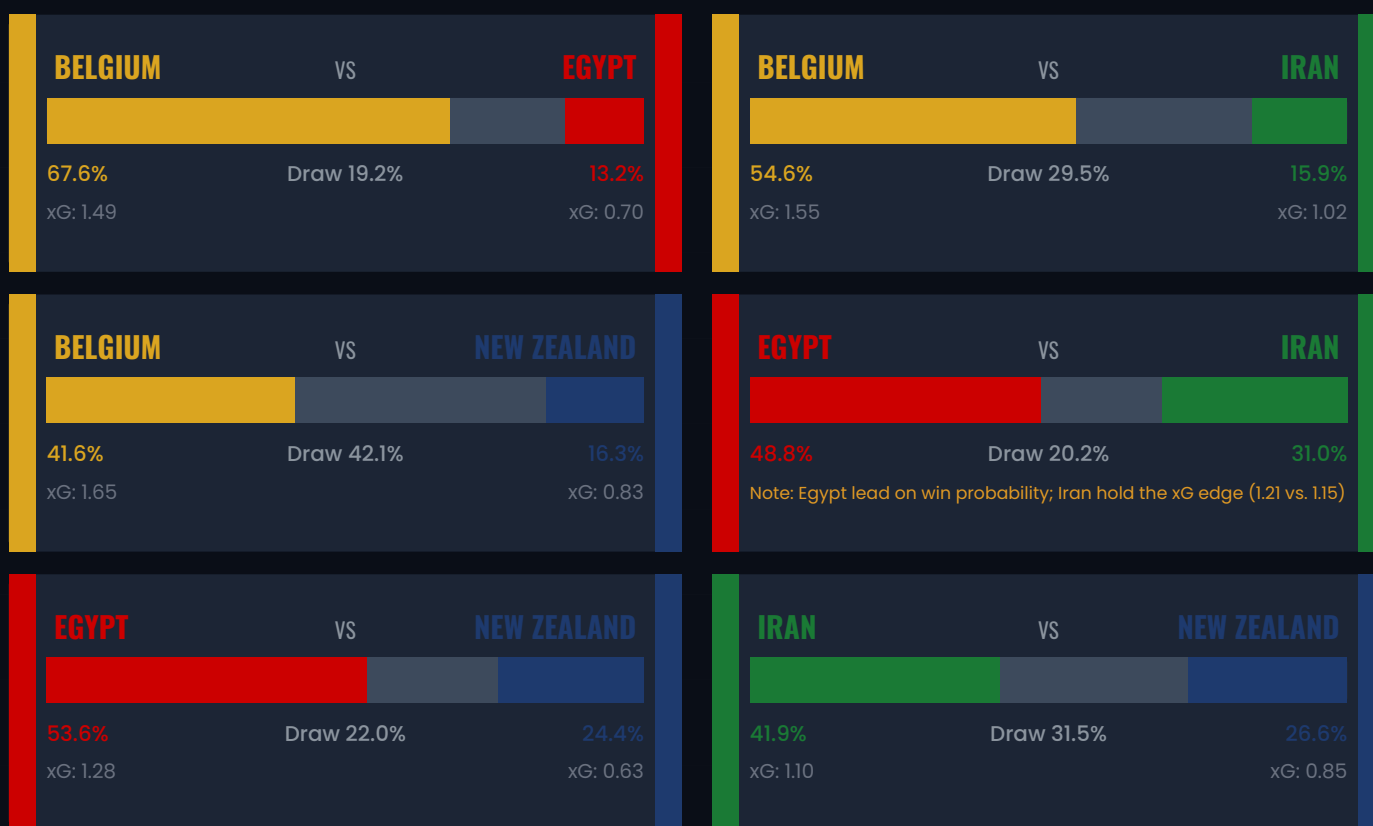 BELGIUM VS EGYPT
67.6% Draw 19.2% 13.2%
xG: 1.49 xG: 0.70
BELGIUM VS IRAN
54.6% Draw 29.5% 15.9%
xG: 1.55 xG: 1.02
BELGIUM VS NEW ZEALAND
41.6% Draw 42.1% 16.3%
xG: 1.65 xG: 0.83
EGYPT VS IRAN
48.8% Draw 20.2% 31.0%
Note: Egypt lead on win probability; Iran hold the xG edge (1.21 vs. 1.15)
EGYPT VS NEW ZEALAND
53.6% Draw 22.0% 24.4%
xG: 1.28 xG: 0.63
IRAN VS NEW ZEALAND
41.9% Draw 31.5% 26.6%
xG: 1.10 xG: 0.85